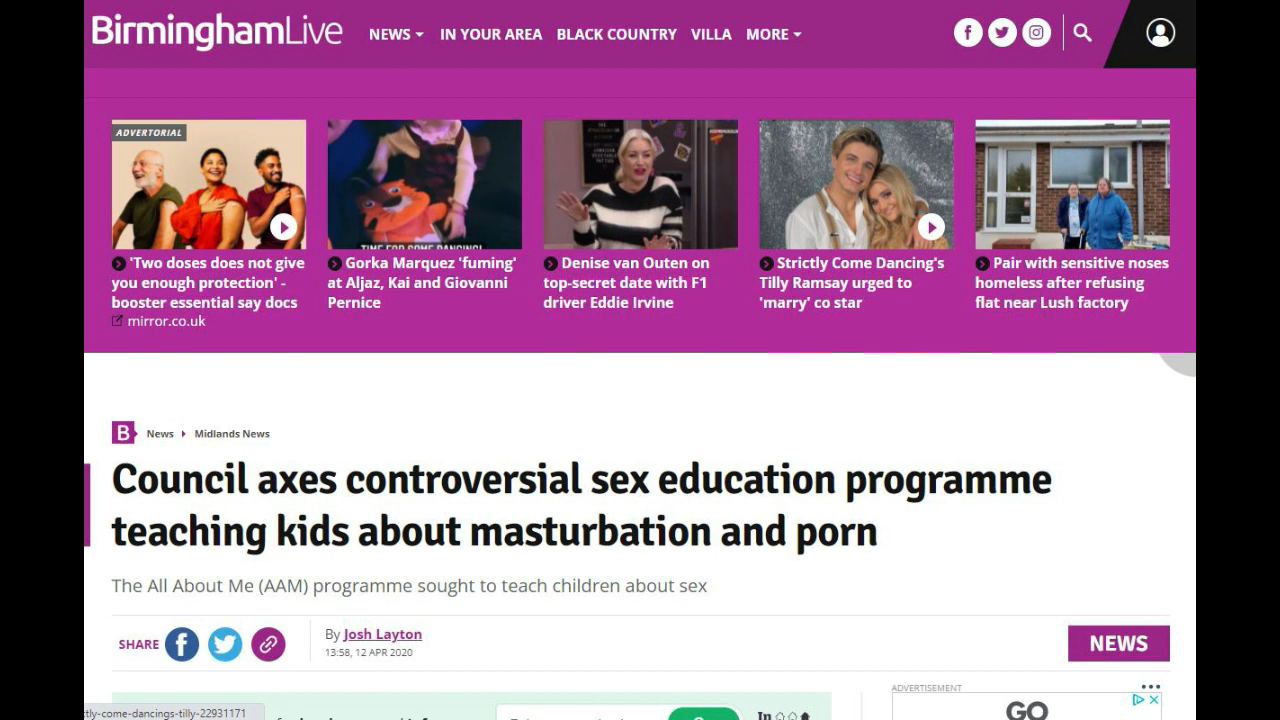 BirminghamLive
NEWS
IN YOUR AREA
BLACK COUNTRY
VILLA
MORE
ADVERTORIAL
'Two doses does not give
you enough protection' -
booster essential say docs
mirror.co.uk
TIME FOR SOME DANCING!
Gorka Marquez 'fuming'
at Aljaz, Kai and Giovanni
Pernice
Denise van Outen on
top-secret date with F1
driver Eddie Irvine
Strictly Come Dancing's
Tilly Ramsay urged to
'marry' co star
Pair with sensitive noses
homeless after refusing
flat near Lush factory
B
News
Midlands News
Council axes controversial sex education programme
teaching kids about masturbation and porn
The All About Me (AAM) programme sought to teach children about sex
SHARE
By Josh Layton
13:58, 12 APR 2020
NEWS
ADVERTISEMENT
GO
tly-come-dancings-tilly-22931171
In